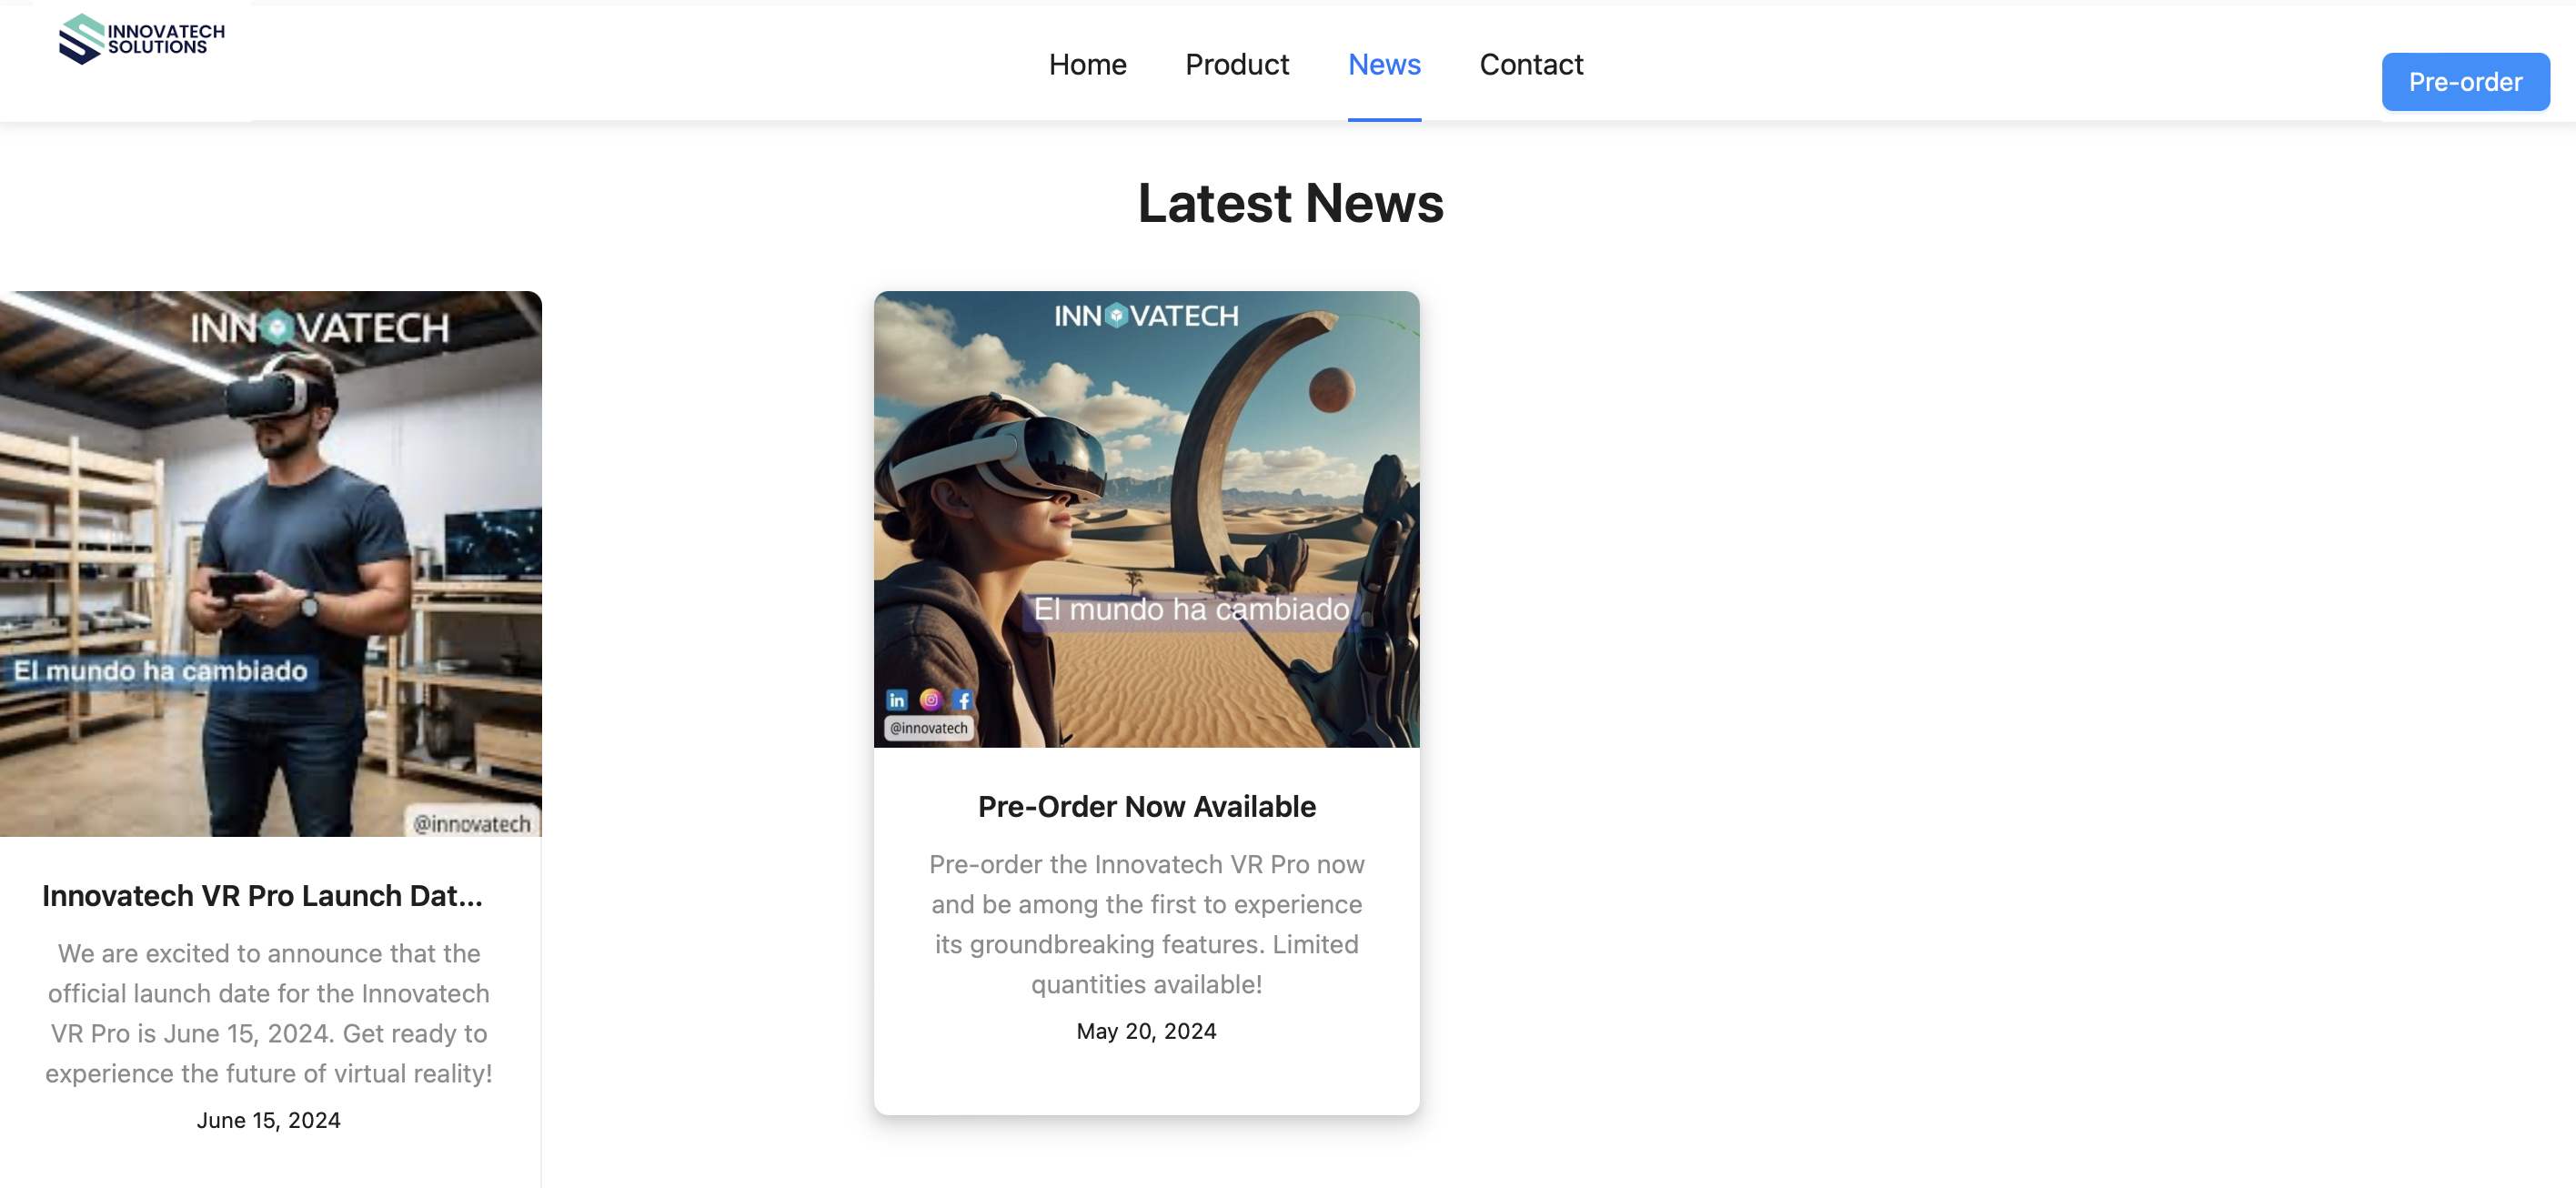 INNOVATECH
SOLUTIONS
Home
Product
News
Contact
Pre-order
Latest News
INNOVATECH
El mundo ha cambiado
@innovatech
Innovatech VR Pro Launch Dat...
We are excited to announce that the
official launch date for the Innovatech
VR Pro is June 15, 2024. Get ready to
experience the future of virtual reality!
June 15, 2024
INNOVATECH
El mundo ha cambiado
in
f
@innovatech
Pre-Order Now Available
Pre-order the Innovatech VR Pro now
and be among the first to experience
its groundbreaking features. Limited
quantities available!
May 20, 2024